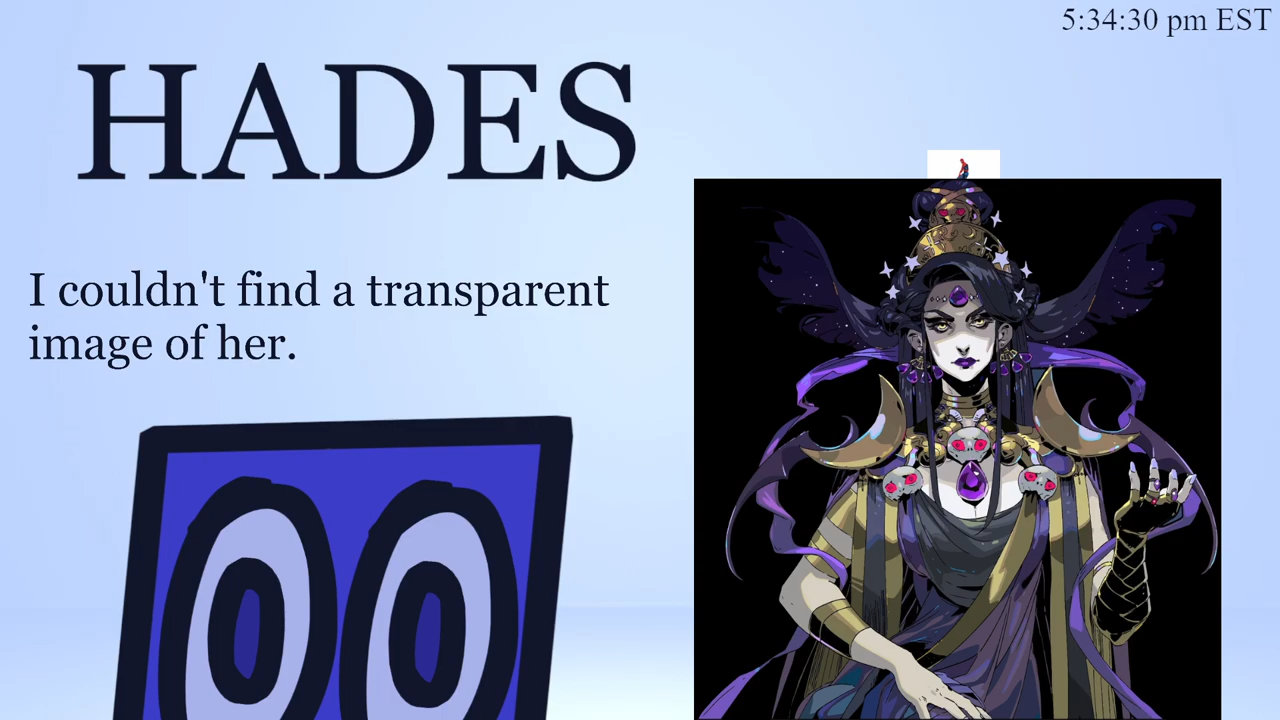 5:34:30 pm EST
HADES
I couldn't find a transparent
image of her.